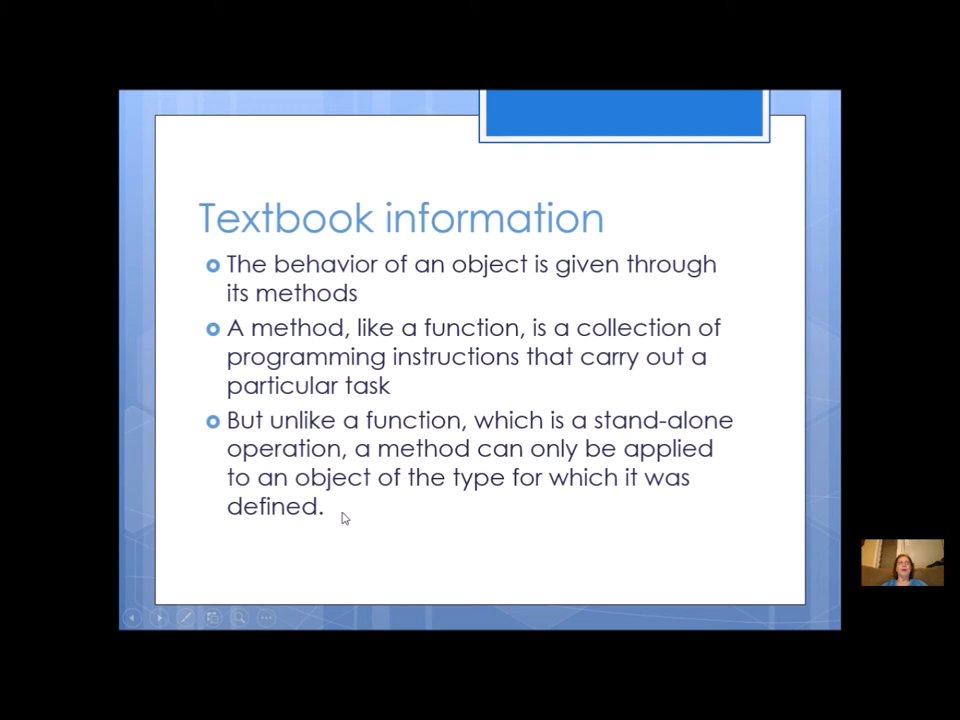 Textbook information
The behavior of an object is given through
its methods
A method, like a function, is a collection of
programming instructions that carry out a
particular task
But unlike a function, which is a stand-alone
operation, a method can only be applied
to an object of the type for which it was
defined.